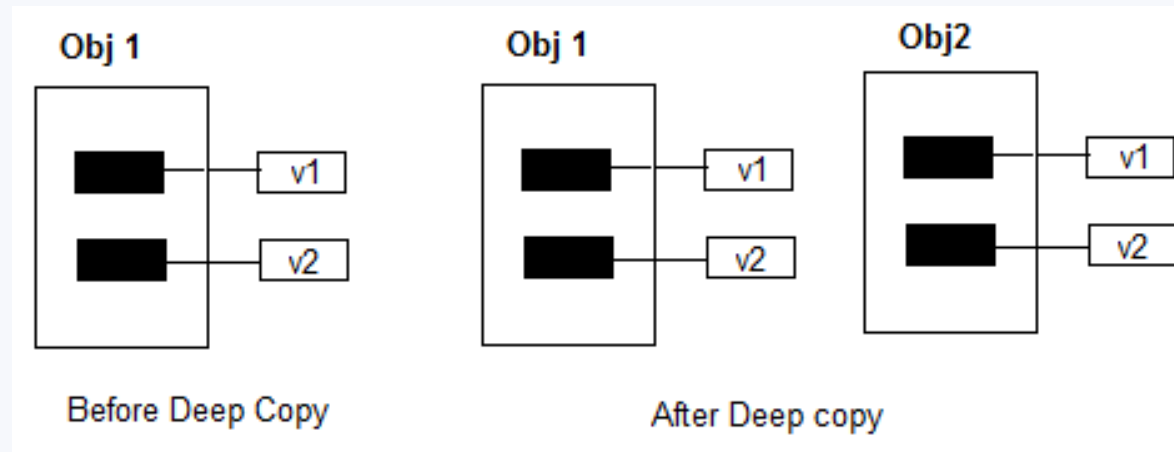 Obj 1
v1
v2
Before Deep Copy
Obj 1
v1
v2
Obj2
v1
v2
After Deep copy